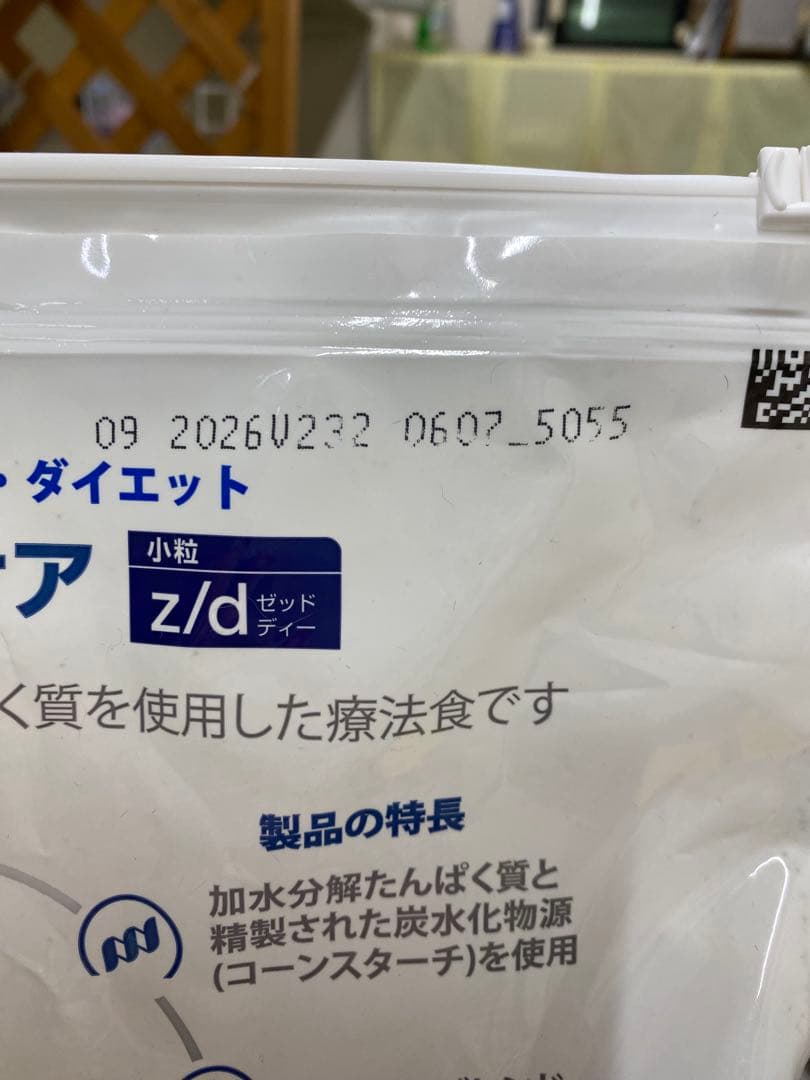 09 2026V232 0607_5055
・ダイエット
ケア
小粒
z/d ゼッド
ディー
く質を使用した療法食です
製品の特長
加水分解たんぱく質と
精製された炭水化物源
(コーンスターチ)を使用